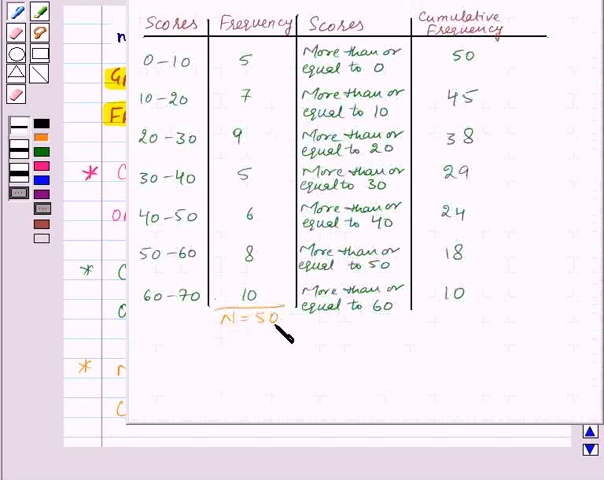 Scores Frequency Scores Cumulative Frequency
0-10 5 More than or equal to 0 50
10-20 7 More than or equal to 10 45
20-30 9 More than or equal to 20 38
30-40 5 More than or equal to 30 29
40-50 6 More than or equal to 40 24
50-60 8 More than or equal to 50 18
60-70 10 More than or equal to 60 10
N = 50